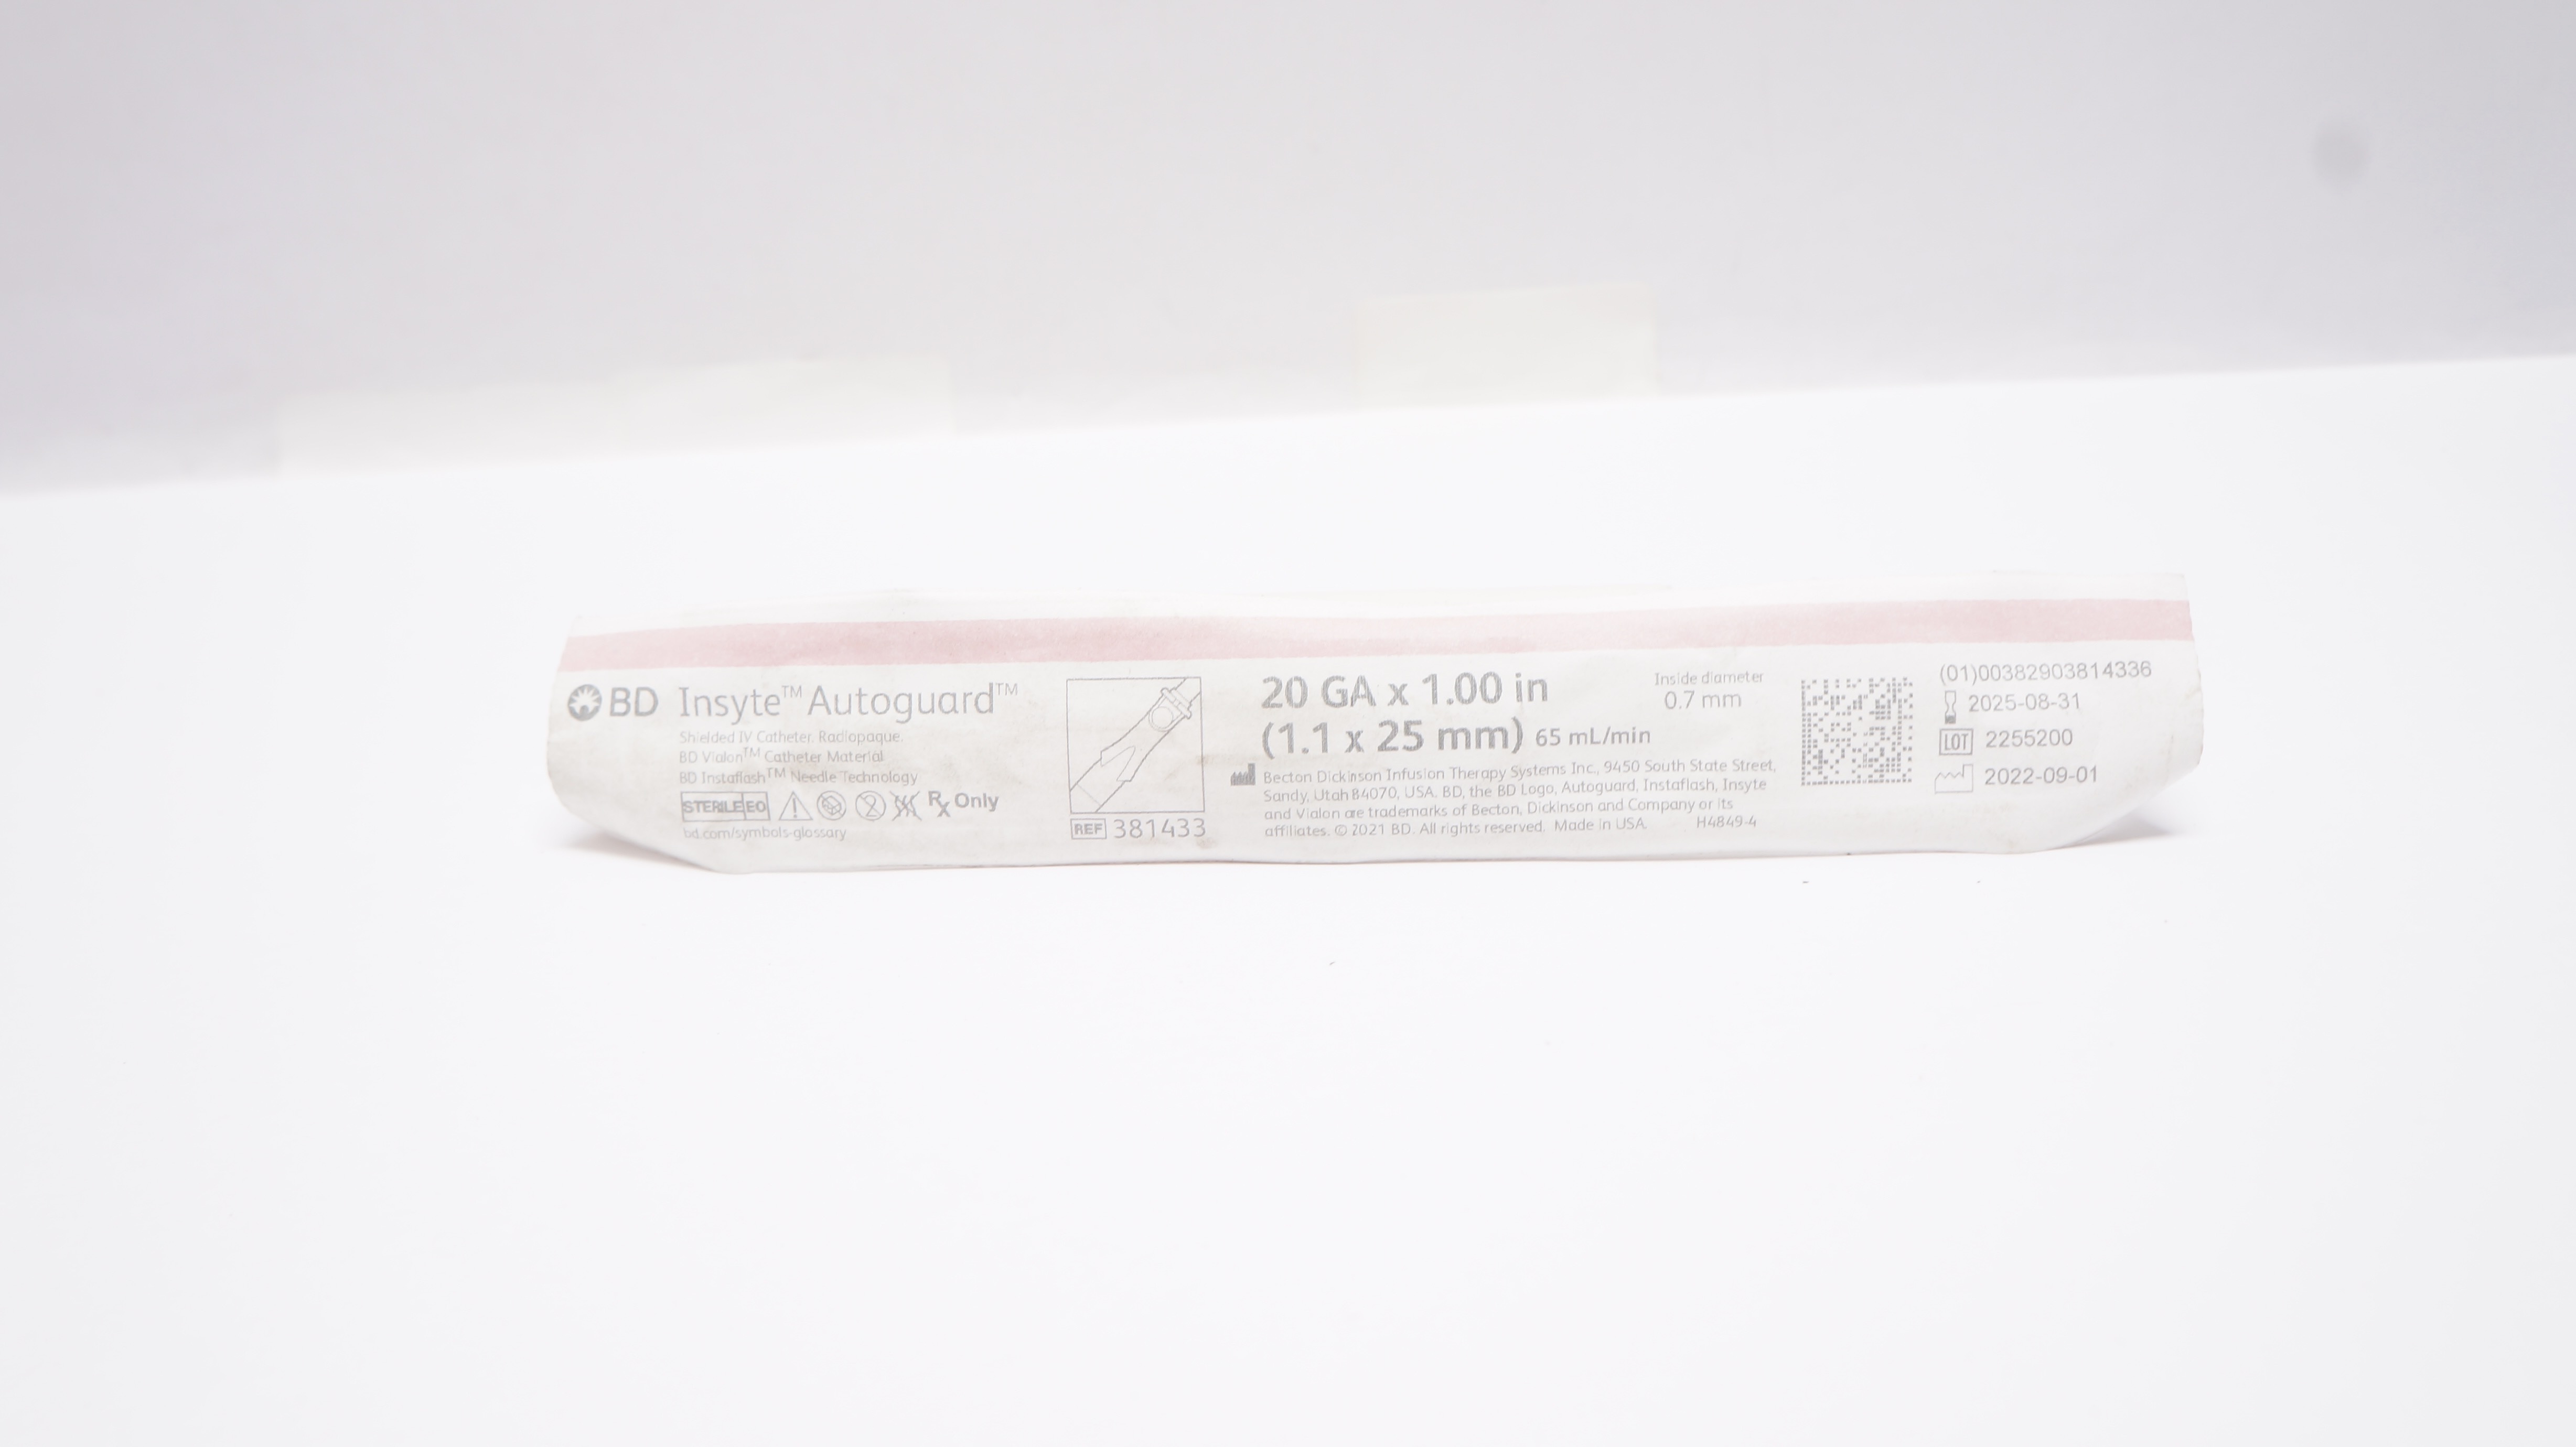 BD Insyte™ Autoguard™
Shielded IV Catheter. Radiopaque.
BD Vialon™ Catheter Material
BD Instaflash™ Needle Technology
STERILE EO 2 Rx Only
bd.com/symbols-glossary
REF 381433
20 GA x 1.00 in
(1.1 x 25 mm) 65 mL/min
Inside diameter
0.7 mm
Becton Dickinson Infusion Therapy Systems Inc., 9450 South State Street,
Sandy, Utah 84070, USA. BD, the BD Logo, Autoguard, Instaflash, Insyte
and Vialon are trademarks of Becton, Dickinson and Company or its
affiliates. © 2021 BD. All rights reserved. Made in USA. H4849-4
(01)00382903814336
2025-08-31
LOT 2255200
2022-09-01